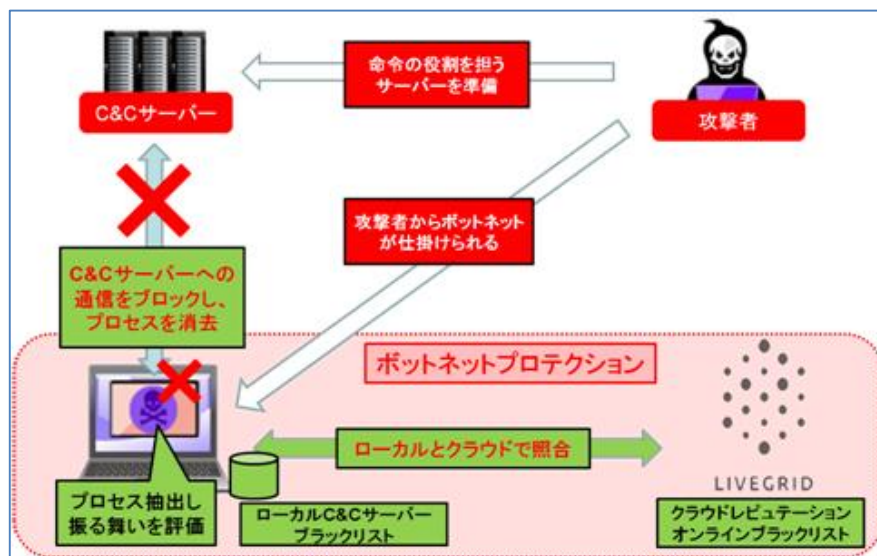 C&Cサーバー
命令の役割を担う
サーバーを準備
攻撃者
攻撃者からボットネット
が仕掛けられる
C&Cサーバーへの
通信をブロックし、
プロセスを消去
ボットネットプロテクション
ローカルとクラウドで照合
LIVEGRID
プロセス抽出し
振る舞いを評価
ローカルC&Cサーバー
ブラックリスト
クラウドレピュテーション
オンラインブラックリスト